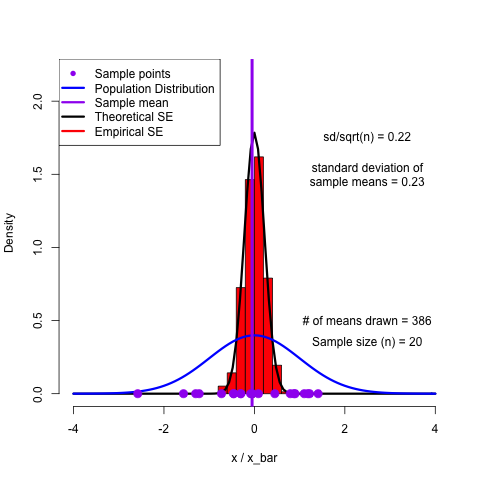 Sample points
Population Distribution
Sample mean
Theoretical SE
Empirical SE
sd/sqrt(n) = 0.22
standard deviation of
sample means = 0.23
# of means drawn = 386
Sample size (n) = 20
Density
2.0
1.5
1.0
0.5
0.0
-4
-2
0
2
4
x / x_bar